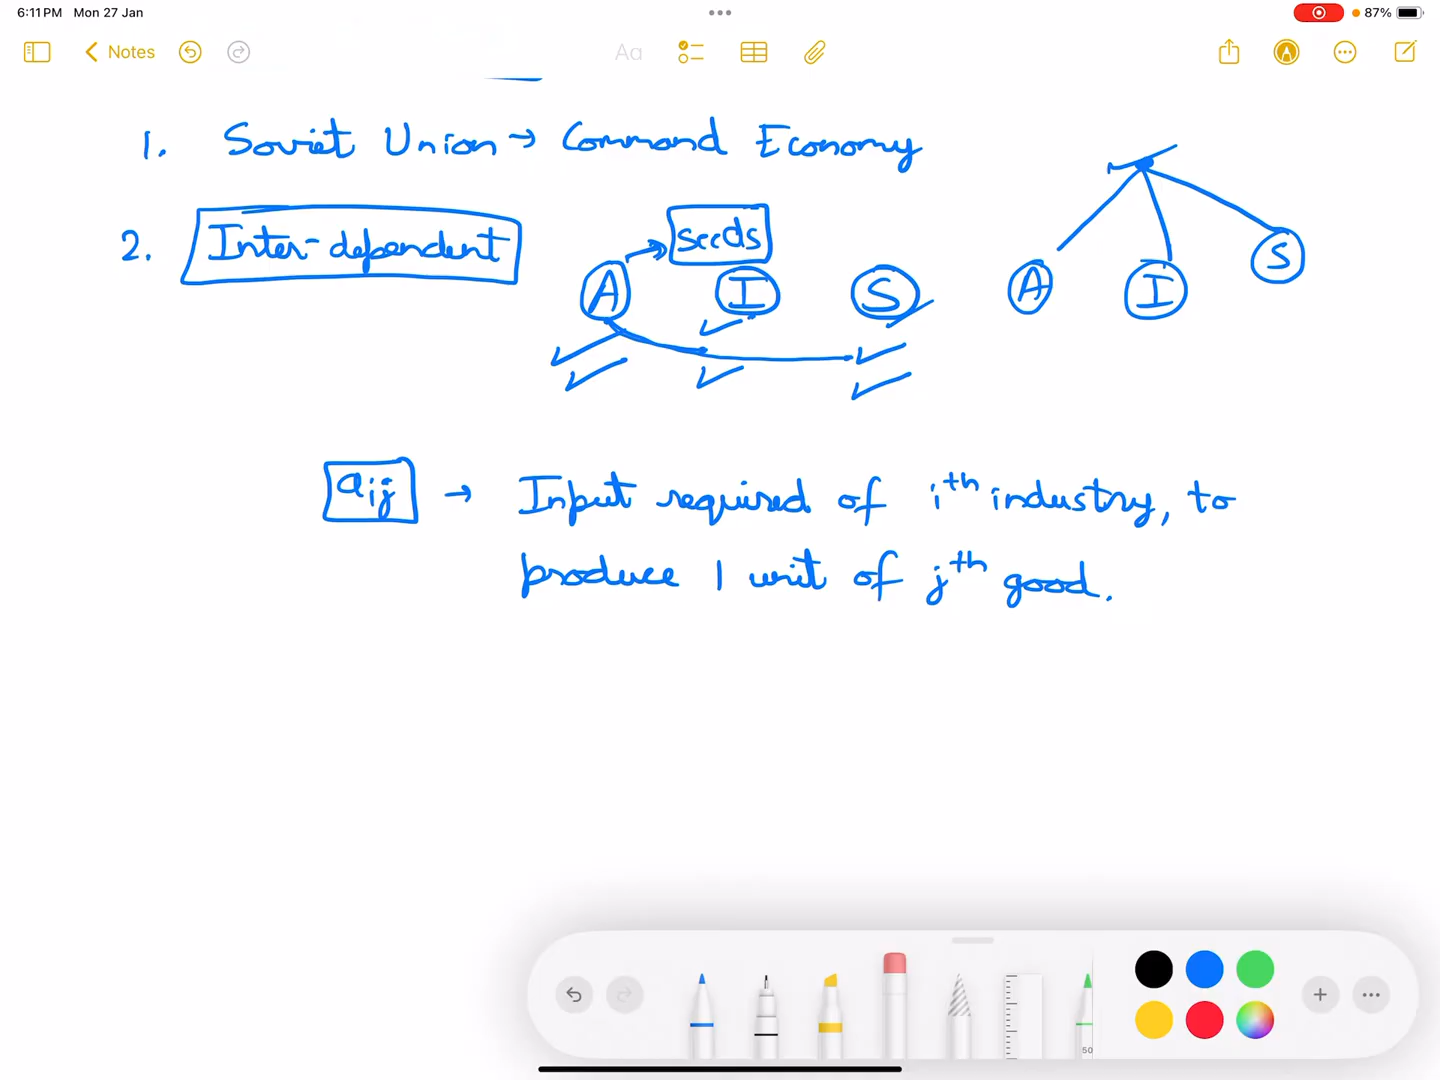 6:11 PM Mon 27 Jan
87%
Notes
Aa
1. Soviet Union → Command Economy
2. Inter-dependent
seeds
A I S
A I S
aij → Input required of ith industry, to
produce 1 unit of jth good.
50